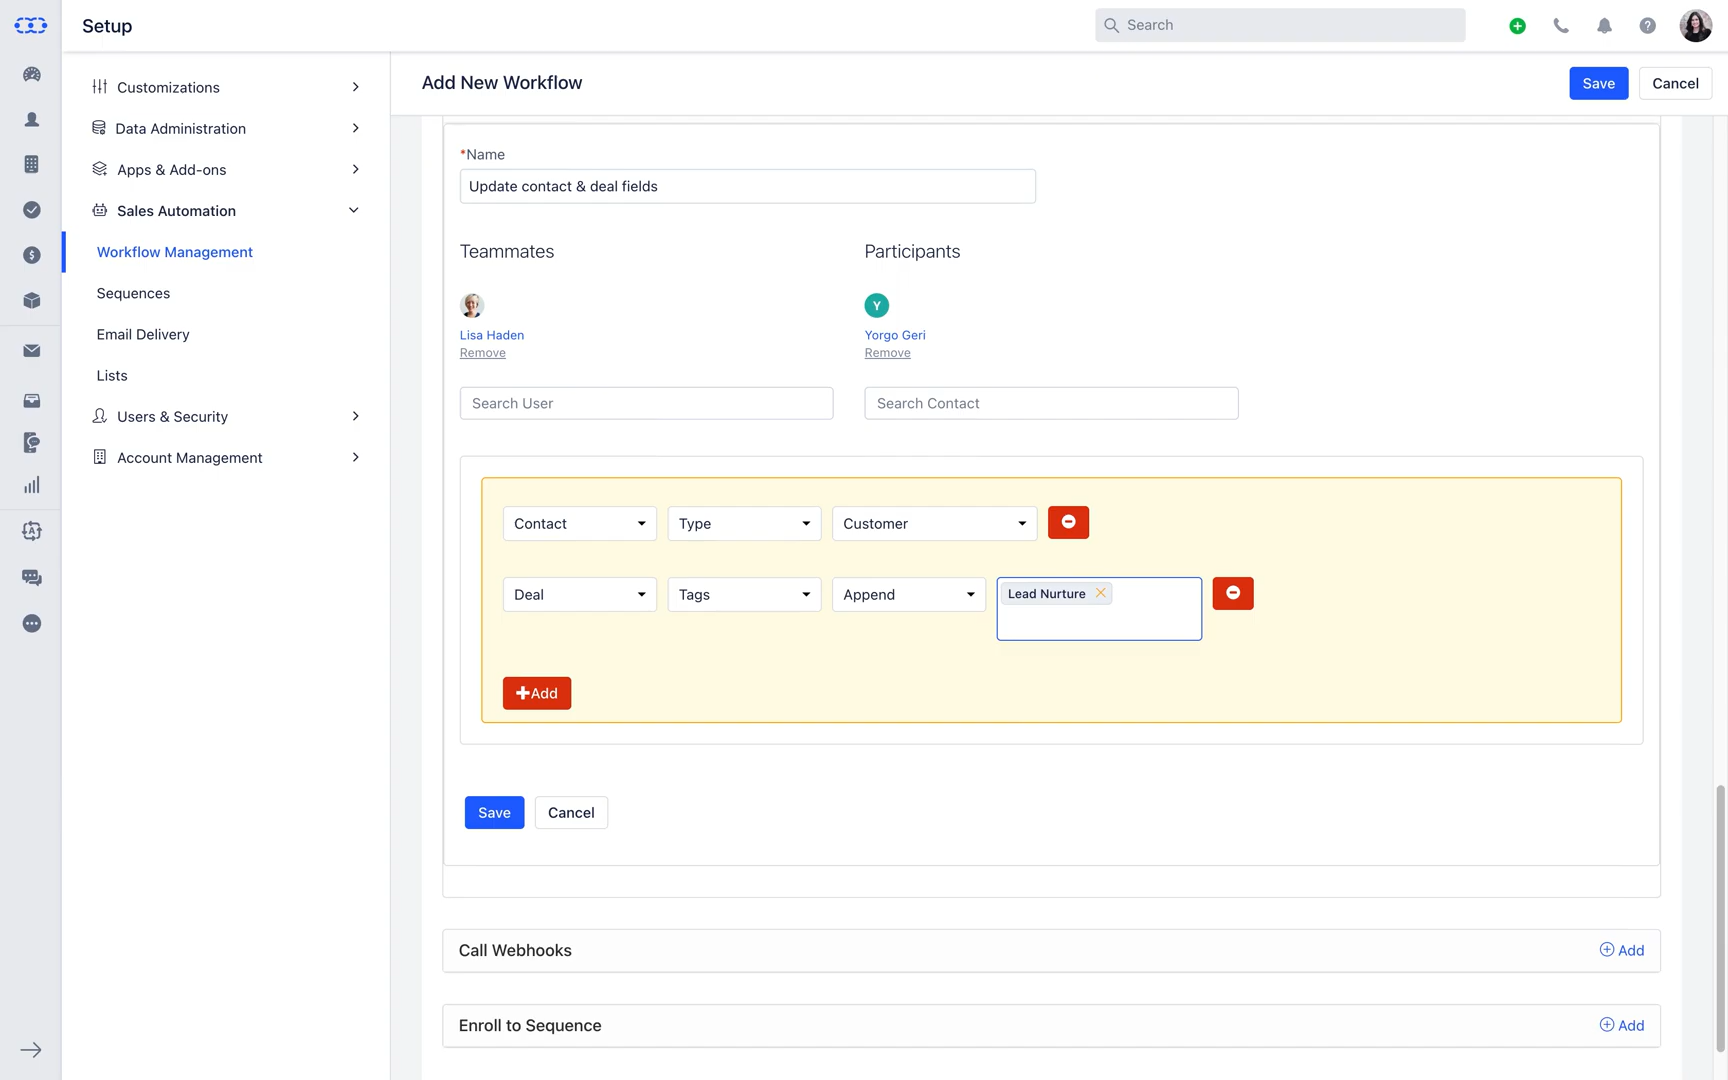 Setup
Search
Customizations
Data Administration
Apps & Add-ons
Sales Automation
Workflow Management
Sequences
Email Delivery
Lists
Users & Security
Account Management
Add New Workflow
Save
Cancel
*Name
Update contact & deal fields
Teammates
Participants
Y
Lisa Haden
Remove
Yorgo Geri
Remove
Search User
Search Contact
Contact
Type
Customer
Deal
Tags
Append
Lead Nurture
Add
Save
Cancel
Call Webhooks
Add
Enroll to Sequence
Add